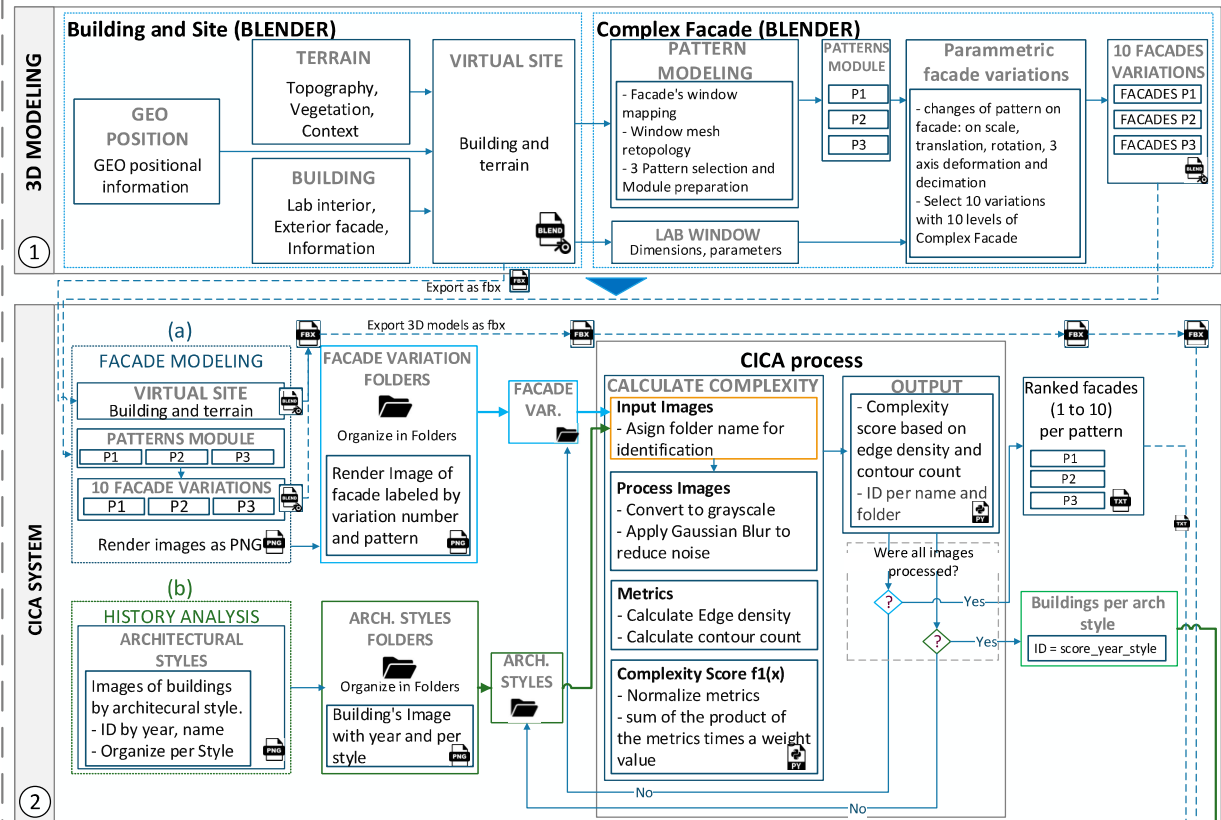 3D MODELING
1
Building and Site (BLENDER)
GEO
POSITION
GEO positional
information
TERRAIN
Topography,
Vegetation,
Context
BUILDING
Lab interior,
Exterior facade,
Information
VIRTUAL SITE
Building and
terrain
BLEND
Complex Facade (BLENDER)
PATTERN
MODELING
- Facade's window
mapping
- Window mesh
retopology
- 3 Pattern selection and
Module preparation
LAB WINDOW
Dimensions, parameters
PATTERNS
MODULE
P1
P2
P3
Parammetric
facade variations
- changes of pattern on
facade: on scale,
translation, rotation, 3
axis deformation and
decimation
- Select 10 variations
with 10 levels of
Complex Facade
10 FACADES
VARIATIONS
FACADES P1
FACADES P2
FACADES P3
BLEND
Export as fbx
FBX
CICA SYSTEM
2
(a)
FBX
Export 3D models as fbx
FBX
FBX
FBX
FACADE MODELING
VIRTUAL SITE
Building and terrain
BLEND
PATTERNS MODULE
P1
P2
P3
10 FACADE VARIATIONS
P1
P2
P3
BLEND
Render images as PNG
PNG
FACADE VARIATION
FOLDERS
Organize in Folders
Render Image of
facade labeled by
variation number
and pattern
PNG
FACADE
VAR.
(b)
HISTORY ANALYSIS
ARCHITECTURAL
STYLES
Images of buildings
by architecural style.
- ID by year, name
- Organize per Style
PNG
ARCH. STYLES
FOLDERS
Organize in Folders
Building's Image
with year and per
style
PNG
ARCH.
STYLES
CICA process
CALCULATE COMPLEXITY
Input Images
- Asign folder name for
identification
Process Images
- Convert to grayscale
- Apply Gaussian Blur to
reduce noise
Metrics
- Calculate Edge density
- Calculate contour count
Complexity Score f1(x)
- Normalize metrics
- sum of the product of
the metrics times a weight
value
PY
OUTPUT
- Complexity
score based on
edge density and
contour count
- ID per name and
folder
PY
Were all images
processed?
?
Yes
?
Yes
No
No
Ranked facades
(1 to 10)
per pattern
P1
P2
P3
TXT
TXT
Buildings per arch
style
ID = score_year_style